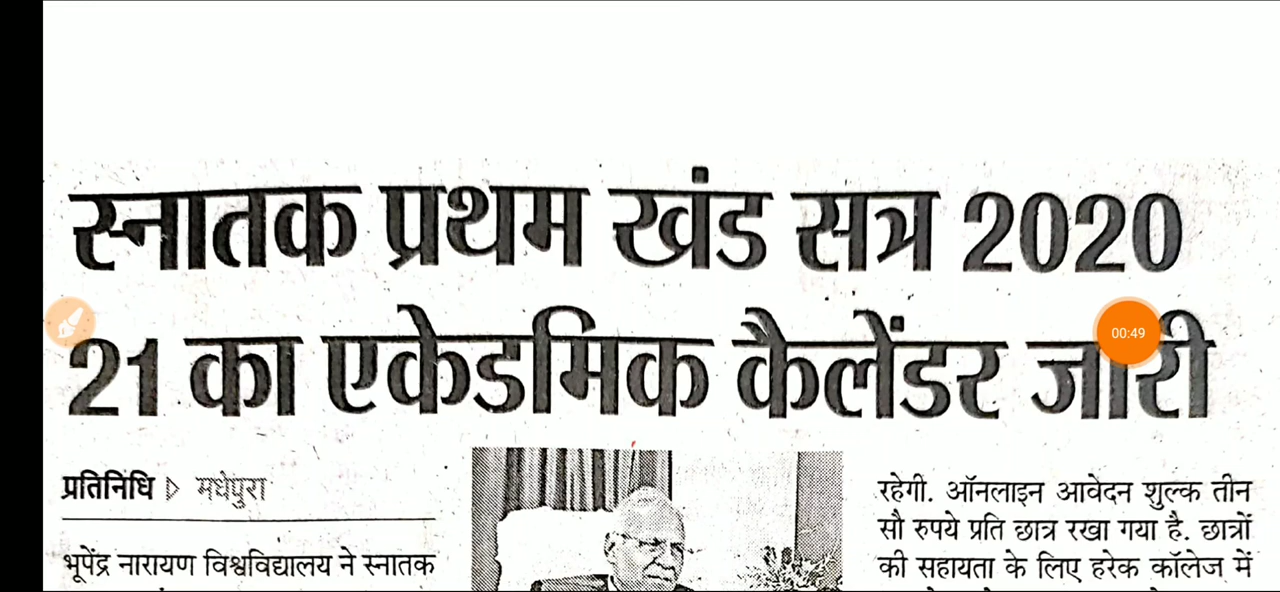 स्नातक प्रथम खंड सत्र 2020
21 का एकेडमिक कैलेंडर जारी
00:49
प्रतिनिधि ▷ मधेपुरा
भूपेंद्र नारायण विश्वविद्यालय ने स्नातक
रहेगी. ऑनलाइन आवेदन शुल्क तीन
सौ रुपये प्रति छात्र रखा गया है. छात्रों
की सहायता के लिए हरेक कॉलेज में